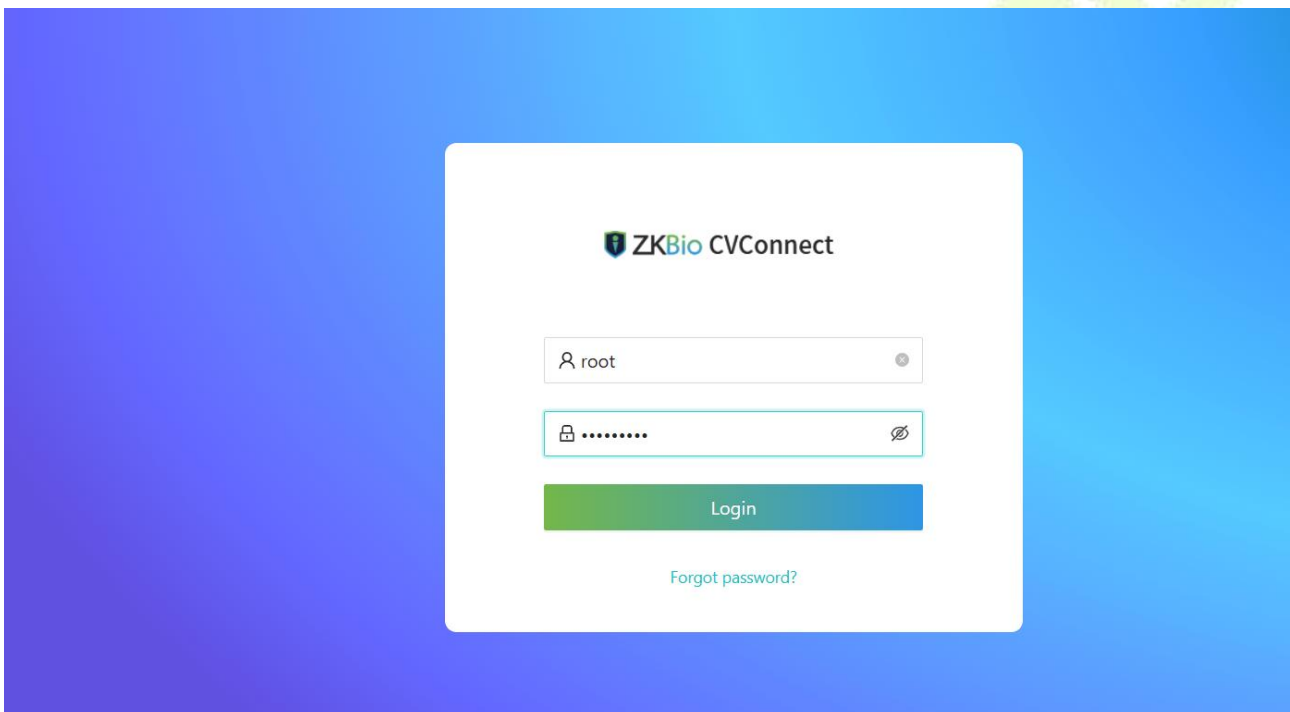 ZKBio CVConnect
root
•••••••••
Login
Forgot password?